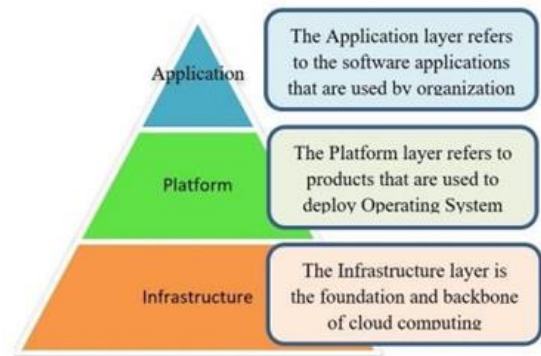 Application
The Application layer refers
to the software applications
that are used by organization
Platform
The Platform layer refers to
products that are used to
deploy Operating System
Infrastructure
The Infrastructure layer is
the foundation and backbone
of cloud computing